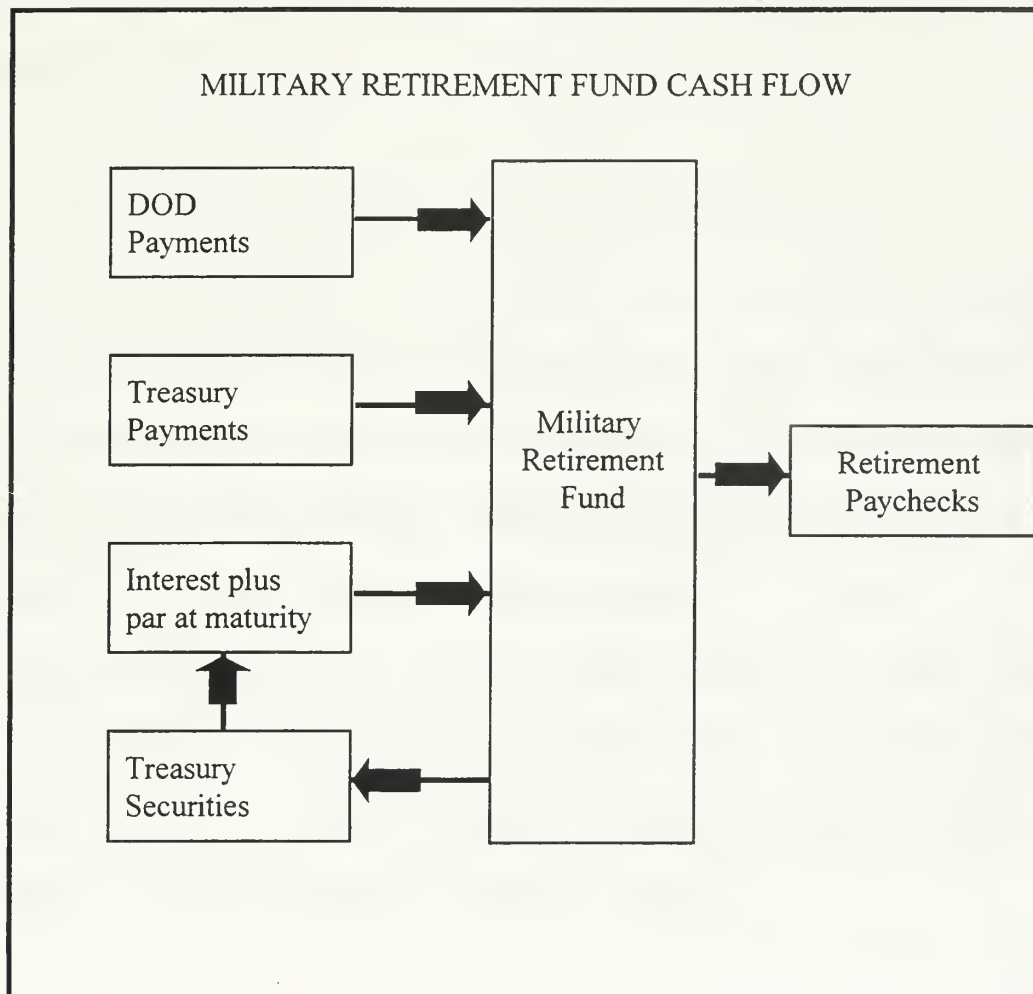 MILITARY RETIREMENT FUND CASH FLOW
DOD
Payments
Treasury
Payments
Interest plus
par at maturity
Treasury
Securities
Military
Retirement
Fund
Retirement
Paychecks